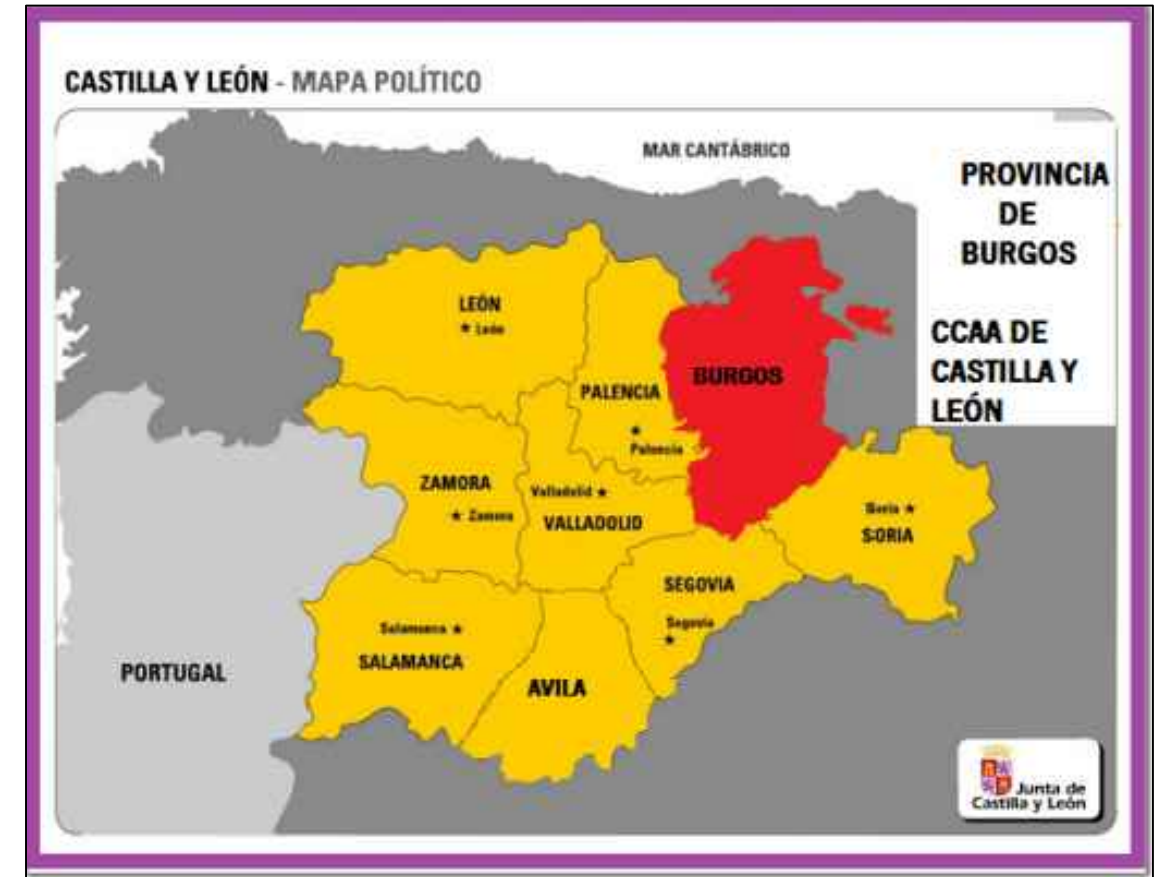 CASTILLA Y LEÓN - MAPA POLÍTICO
MAR CANTÁBRICO
PROVINCIA
DE
BURGOS
CCAA DE
CASTILLA Y
LEÓN
LEÓN
León
PALENCIA
Palencia
BURGOS
ZAMORA
Zamora
Valladolid
VALLADOLID
Soria
SORIA
SEGOVIA
Segovia
Salamanca
SALAMANCA
AVILA
PORTUGAL
Junta de
Castilla y León